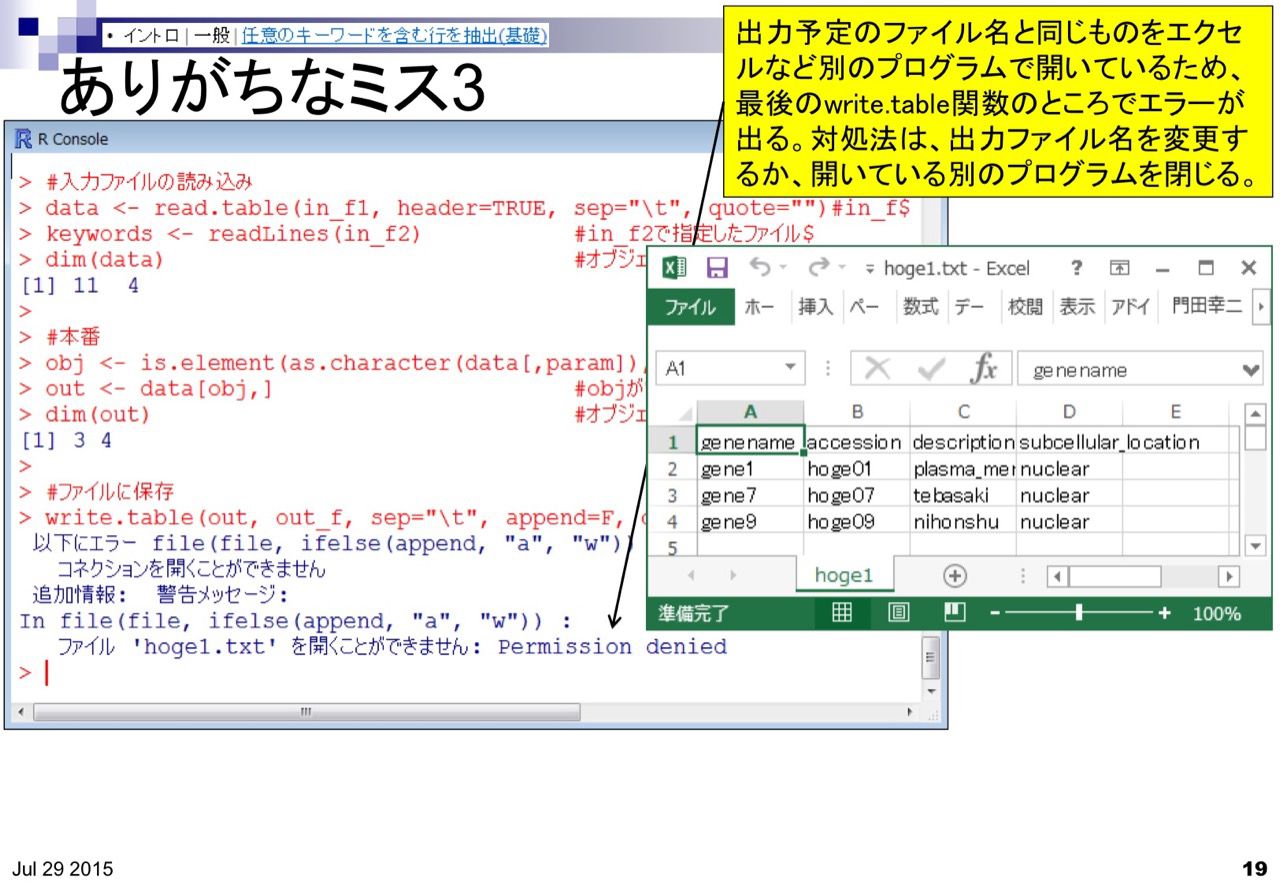 • イントロ | 一般 | 任意のキーワードを含む行を抽出(基礎)
ありがちなミス3
出力予定のファイル名と同じものをエクセ
ルなど別のプログラムで開いているため、
最後のwrite.table関数のところでエラーが
出る。対処法は、出力ファイル名を変更す
るか、開いている別のプログラムを閉じる。
R Console
> #入力ファイルの読み込み
> data <- read.table(in_f1, header=TRUE, sep="\t", quote="")#in_f$
> keywords <- readLines(in_f2) #in_f2で指定したファイル$
> dim(data) #オブジェ
[1] 11 4
>
> #本番
> obj <- is.element(as.character(data[,param]),
> out <- data[obj,] #objが
> dim(out) #オブジェ
[1] 3 4
>
> #ファイルに保存
> write.table(out, out_f, sep="\t", append=F,
以下にエラー file(file, ifelse(append, "a", "w"))
コネクションを開くことができません
追加情報: 警告メッセージ:
In file(file, ifelse(append, "a", "w")) :
ファイル 'hoge1.txt' を開くことができません: Permission denied
>
hoge1.txt - Excel ?
ファイル ホー 挿入 ペー 数式 デー 校閲 表示 アドイ 門田幸二
A1 fx genename
A B C D E
1 genename accession description subcellular_location
2 gene1 hoge01 plasma_mer nuclear
3 gene7 hoge07 tebasaki nuclear
4 gene9 hoge09 nihonshu nuclear
5
hoge1
準備完了 - + 100%
Jul 29 2015
19